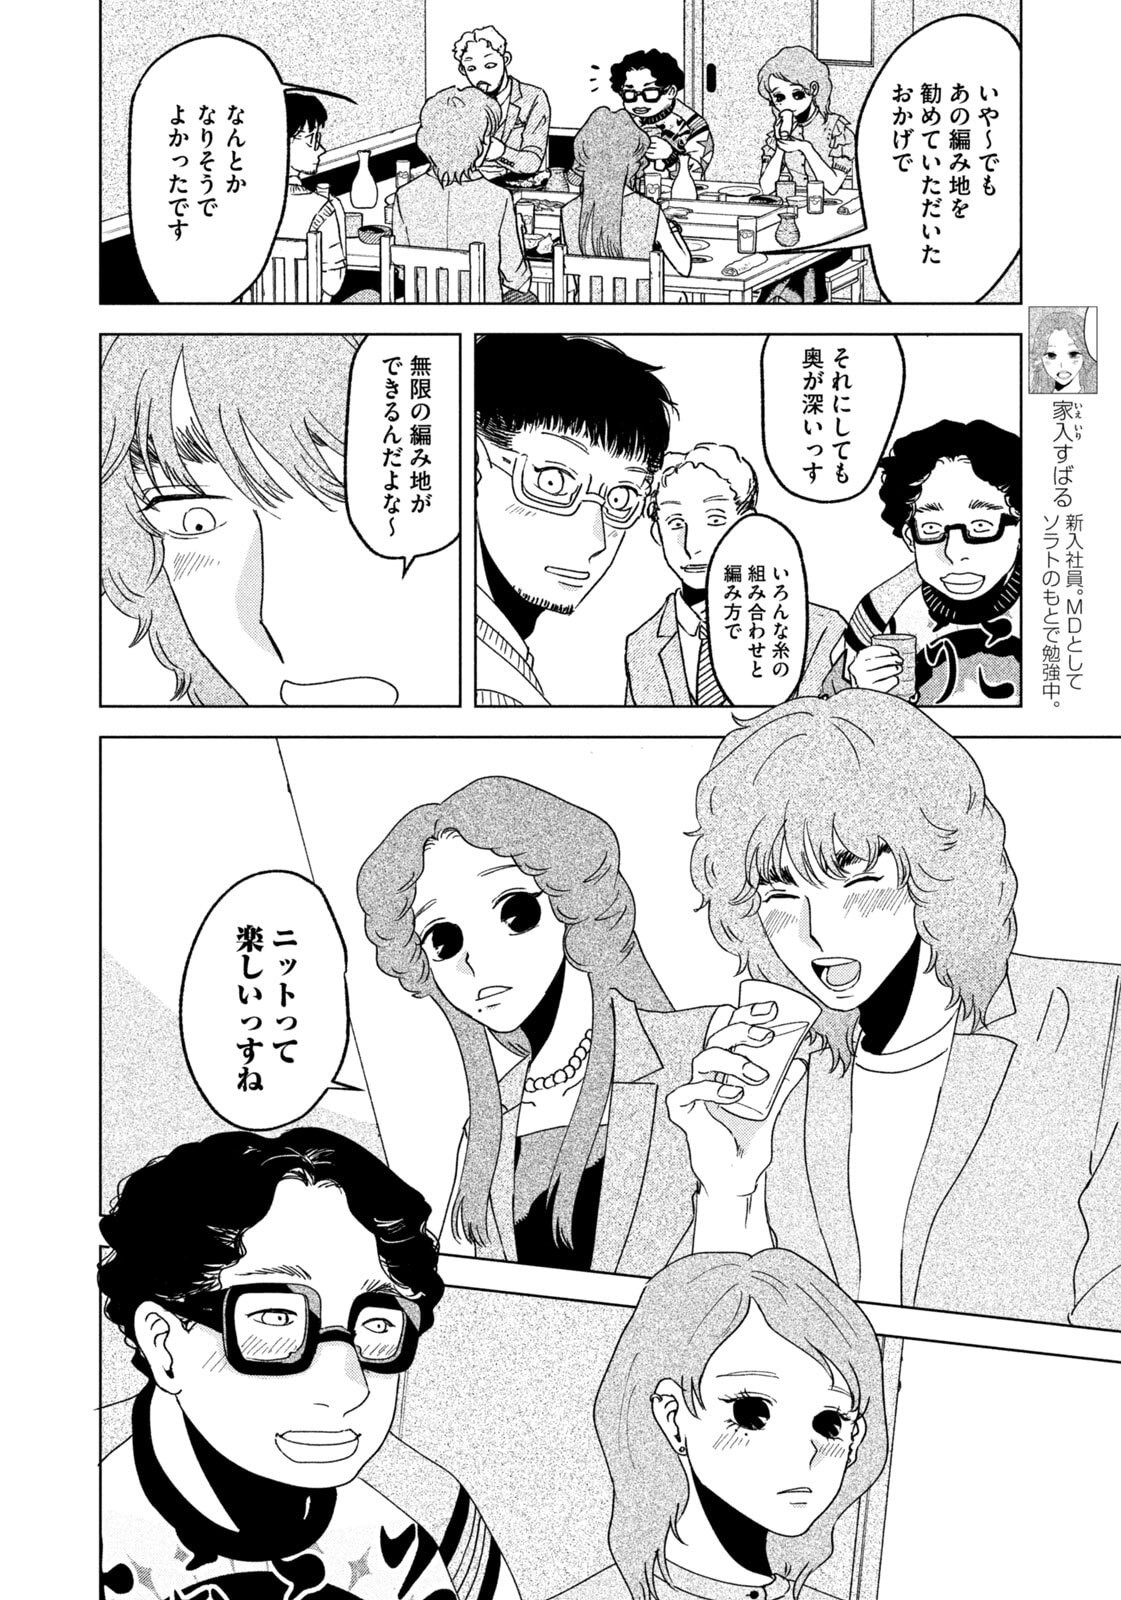 いや〜でも
あの編み地を
勧めていただいた
おかげで
なんとか
なりそうで
よかったです
家入すばる
いえいり
新入社員。MDとして
ソラトのもとで勉強中。
それにしても
奥が深いっす
いろんな糸の
組み合わせと
編み方で
無限の編み地が
できるんだよな〜
ニットって
楽しいっすね